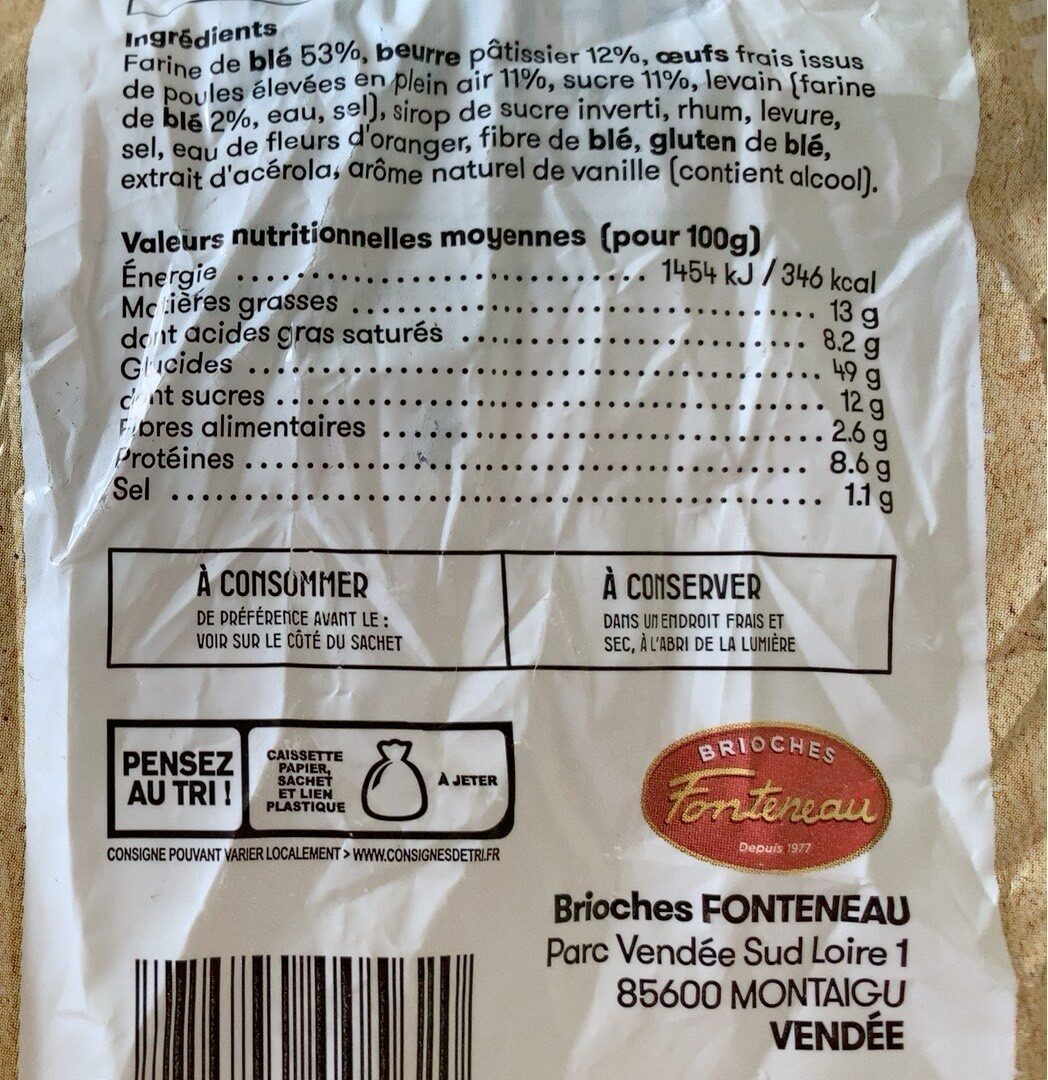 Ingrédients
Farine de blé 53%, beurre pâtissier 12%, œufs frais issus
de poules élevées en plein air 11%, sucre 11%, levain (farine
de blé 2%, eau, sel), sirop de sucre inverti, rhum, levure,
sel, eau de fleurs d'oranger, fibre de blé, gluten de blé,
extrait d'acérola, arôme naturel de vanille (contient alcool).
Valeurs nutritionnelles moyennes (pour 100g)
Énergie .......................... 1454 kJ / 346 kcal
Matières grasses .......................... 13 g
dont acides gras saturés .......................... 8.2 g
Glucides .......................... 49 g
dont sucres .......................... 12 g
Fibres alimentaires .......................... 2.6 g
Protéines .......................... 8.6 g
Sel .......................... 1.1 g
À CONSOMMER
DE PRÉFÉRENCE AVANT LE :
VOIR SUR LE CÔTÉ DU SACHET
À CONSERVER
DANS UN ENDROIT FRAIS ET
SEC, À L'ABRI DE LA LUMIÈRE
PENSEZ
AU TRI !
CAISSETTE
PAPIER,
SACHET
ET LIEN
PLASTIQUE
À JETER
CONSIGNE POUVANT VARIER LOCALEMENT > WWW.CONSIGNESDETRI.FR
BRIOCHES
Fonteneau
Depuis 1977
Brioches FONTENEAU
Parc Vendée Sud Loire 1
85600 MONTAIGU
VENDÉE